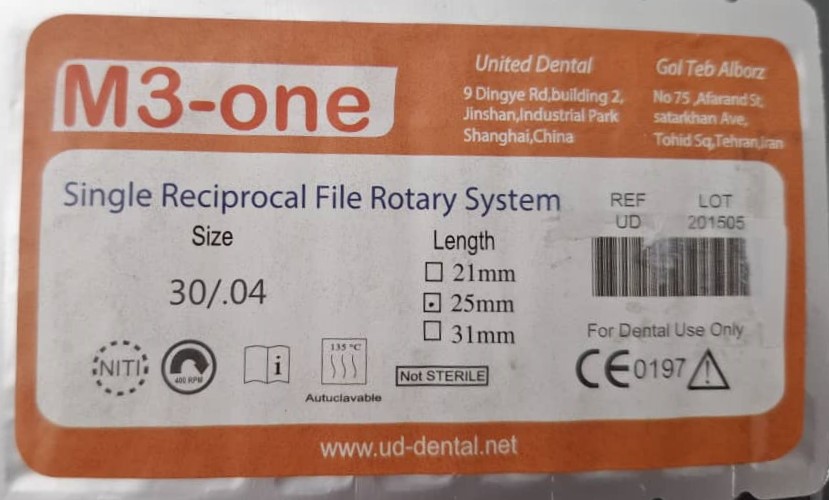 M3-one
United Dental
9 Dingye Rd,building 2,
Jinshan,Industrial Park
Shanghai,China
Gol Teb Alborz
No 75 ,Afarand St,
satarkhan Ave,
Tohid Sq,Tehran,Iran
Single Reciprocal File Rotary System
Size
30/.04
Length
21mm
25mm
31mm
REF
UD
LOT
201505
For Dental Use Only
NITI
400 RPM
i
135 °C
Autuclavable
Not STERILE
CE0197
www.ud-dental.net